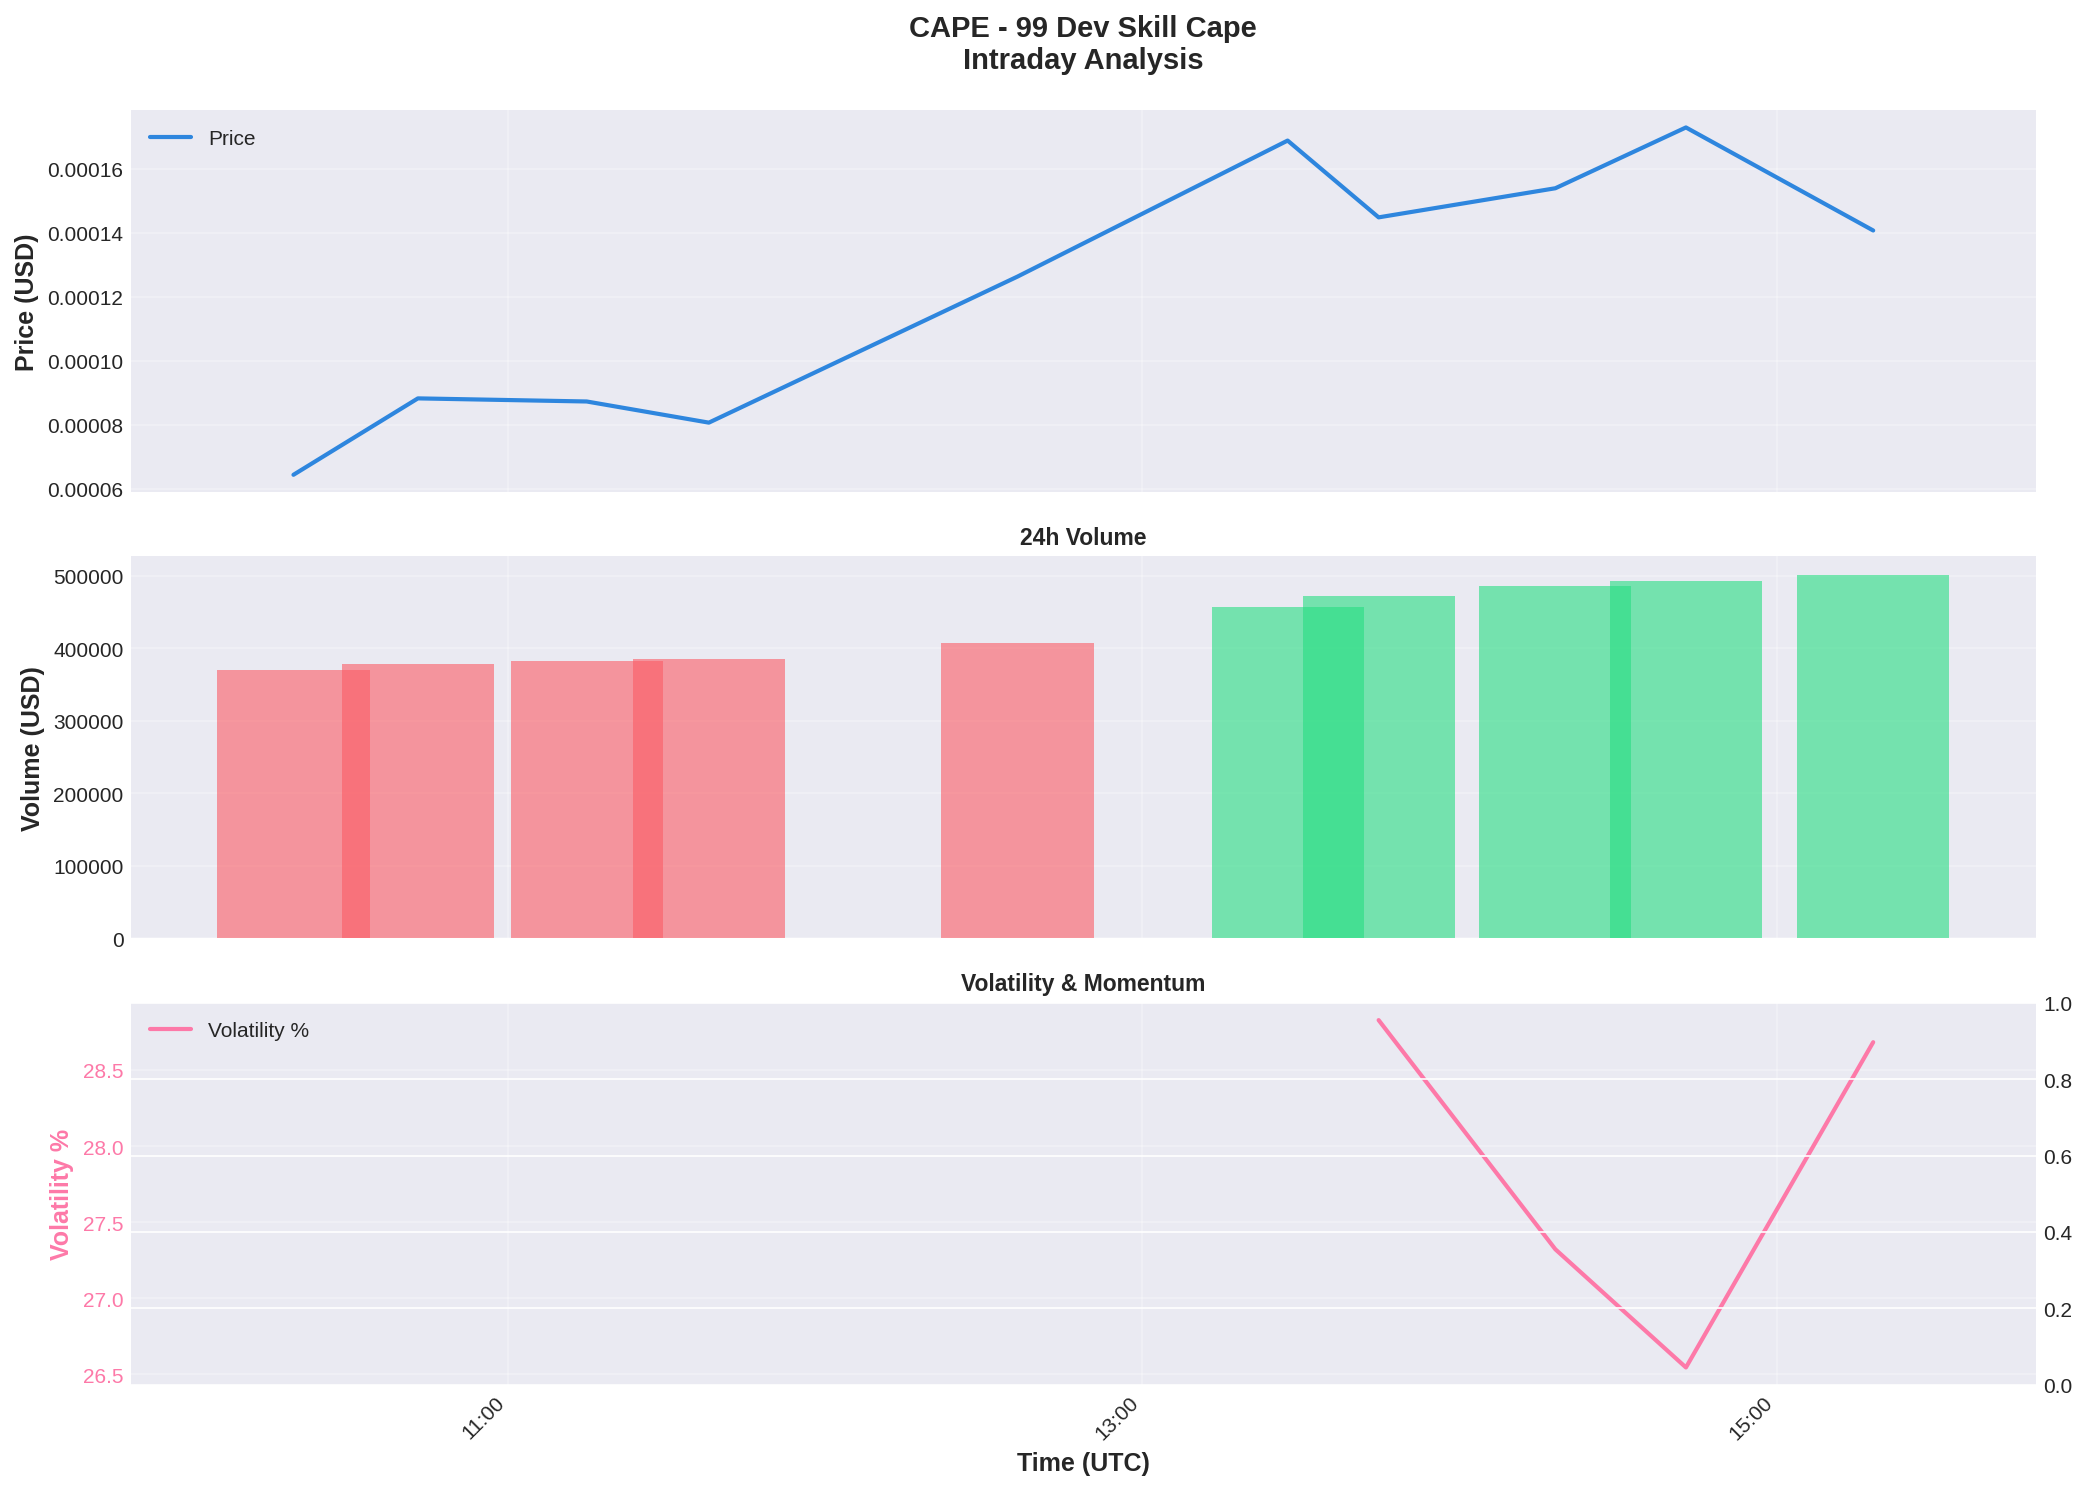 CAPE - 99 Dev Skill Cape
Intraday Analysis
Price
Price (USD)
0.00016
0.00014
0.00012
0.00010
0.00008
0.00006
24h Volume
Volume (USD)
500000
400000
300000
200000
100000
0
Volatility & Momentum
Volatility %
Volatility %
28.5
28.0
27.5
27.0
26.5
1.0
0.8
0.6
0.4
0.2
0.0
11:00
13:00
15:00
Time (UTC)